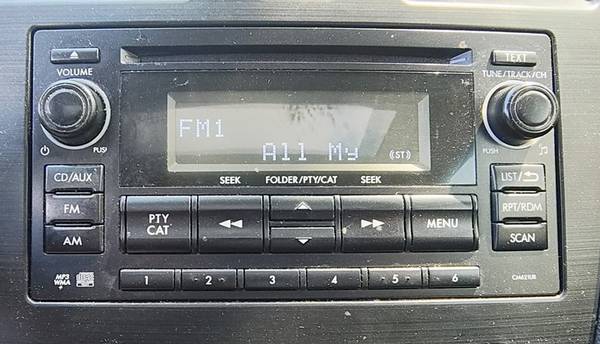 TEXT
VOLUME
TUNE/TRACK/CH
FM1
All My (ST)
PUSH
PUSH
SEEK FOLDER/PTY/CAT SEEK
CD/AUX
LIST/
FM
RPT/RDM
AM
SCAN
PTY CAT
MENU
MP3
WMA
1 2 3 4 5 6